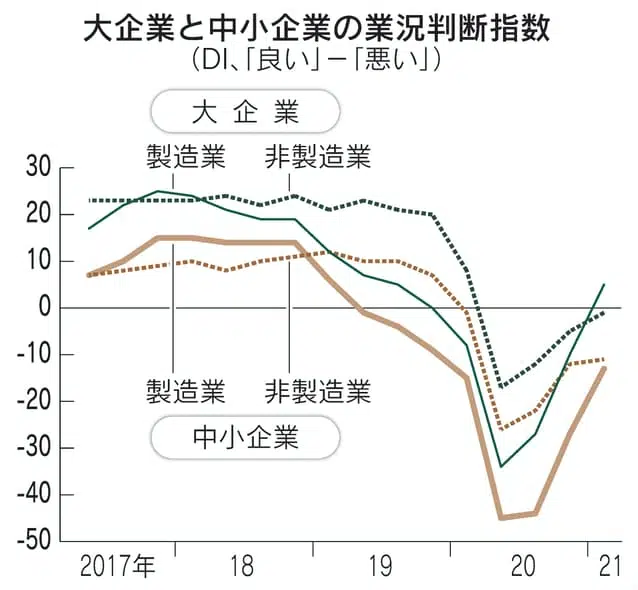 大企業と中小企業の業況判断指数
(DI、「良い」－「悪い」)
大企業
製造業 非製造業
30
20
10
0
-10
-20
-30
-40
-50
製造業 非製造業
中小企業
2017年 18 19 20 21